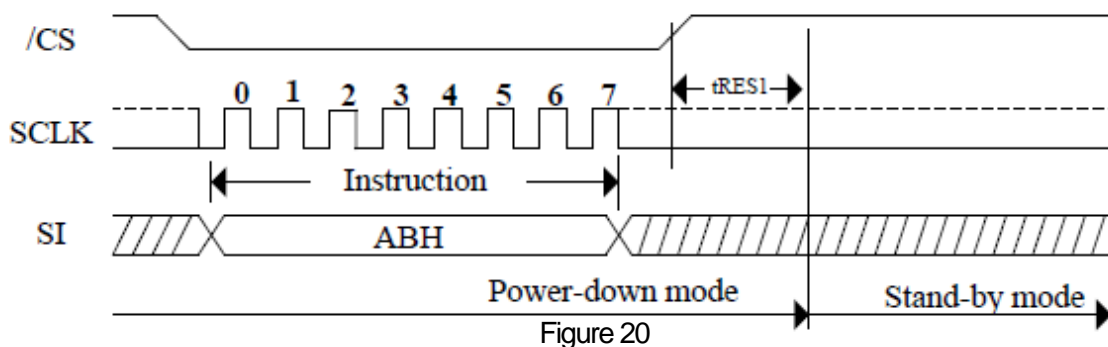 /CS
tRES1
0 1 2 3 4 5 6 7
SCLK
Instruction
SI
ABH
Power-down mode Stand-by mode
Figure 20